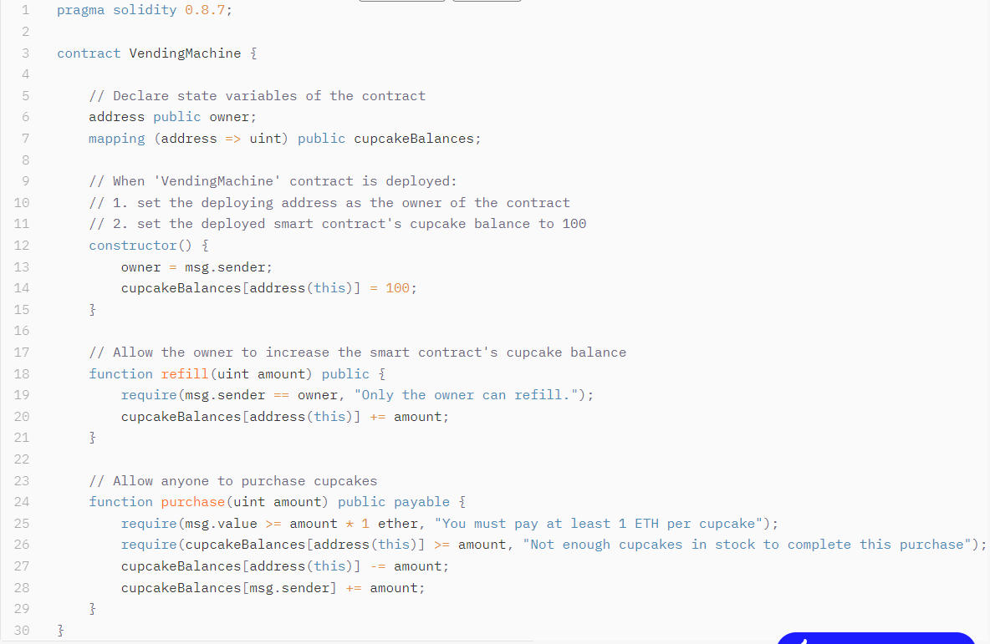 1 pragma solidity 0.8.7;
2
3 contract VendingMachine {
4
5     // Declare state variables of the contract
6     address public owner;
7     mapping (address => uint) public cupcakeBalances;
8
9     // When 'VendingMachine' contract is deployed:
10     // 1. set the deploying address as the owner of the contract
11     // 2. set the deployed smart contract's cupcake balance to 100
12     constructor() {
13         owner = msg.sender;
14         cupcakeBalances[address(this)] = 100;
15     }
16
17     // Allow the owner to increase the smart contract's cupcake balance
18     function refill(uint amount) public {
19         require(msg.sender == owner, "Only the owner can refill.");
20         cupcakeBalances[address(this)] += amount;
21     }
22
23     // Allow anyone to purchase cupcakes
24     function purchase(uint amount) public payable {
25         require(msg.value >= amount * 1 ether, "You must pay at least 1 ETH per cupcake");
26         require(cupcakeBalances[address(this)] >= amount, "Not enough cupcakes in stock to complete this purchase");
27         cupcakeBalances[address(this)] -= amount;
28         cupcakeBalances[msg.sender] += amount;
29     }
30 }